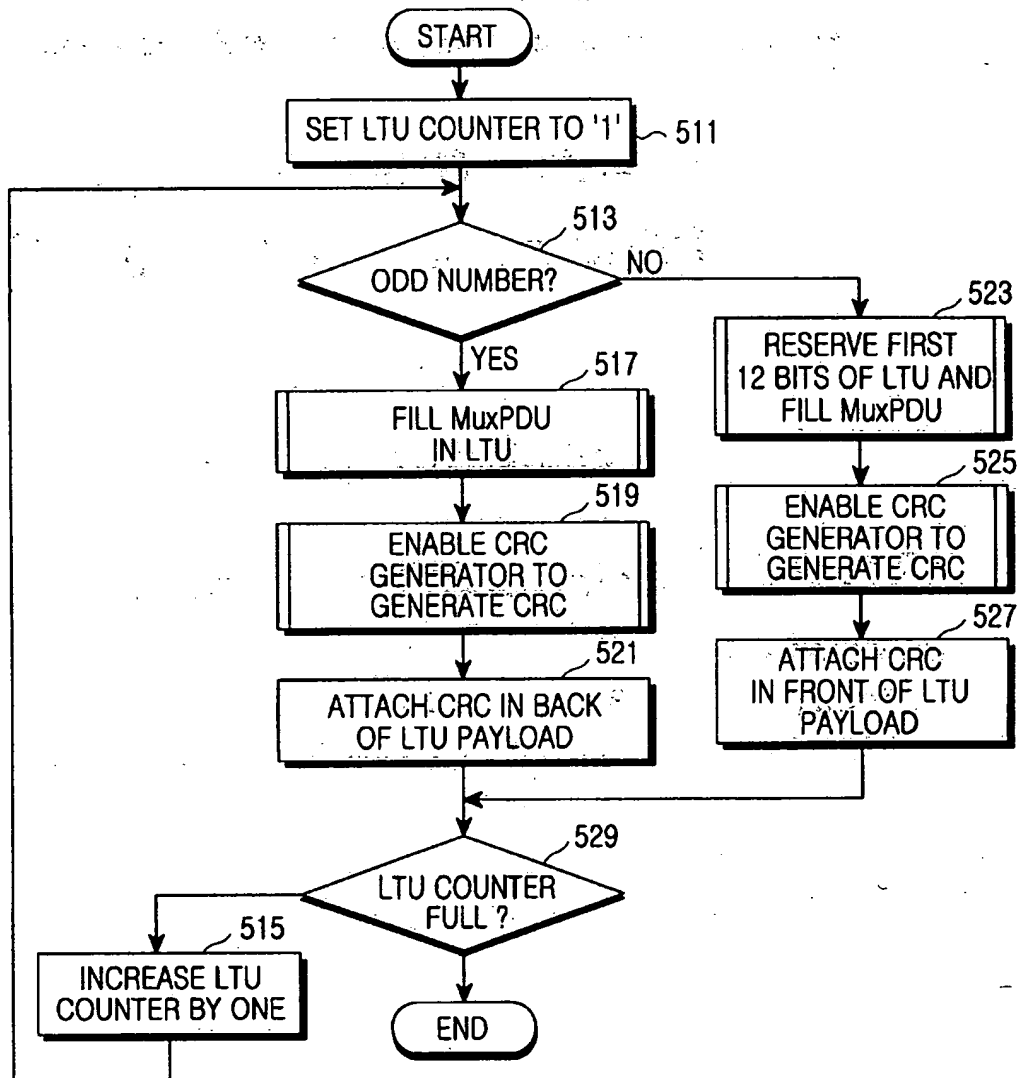 START
SET LTU COUNTER TO '1'
511
513
ODD NUMBER?
NO
YES
523
RESERVE FIRST
12 BITS OF LTU AND
FILL MuxPDU
517
FILL MuxPDU
IN LTU
525
ENABLE CRC
GENERATOR TO
GENERATE CRC
519
ENABLE CRC
GENERATOR TO
GENERATE CRC
527
ATTACH CRC
IN FRONT OF LTU
PAYLOAD
521
ATTACH CRC IN BACK
OF LTU PAYLOAD
529
LTU COUNTER
FULL ?
515
INCREASE LTU
COUNTER BY ONE
END